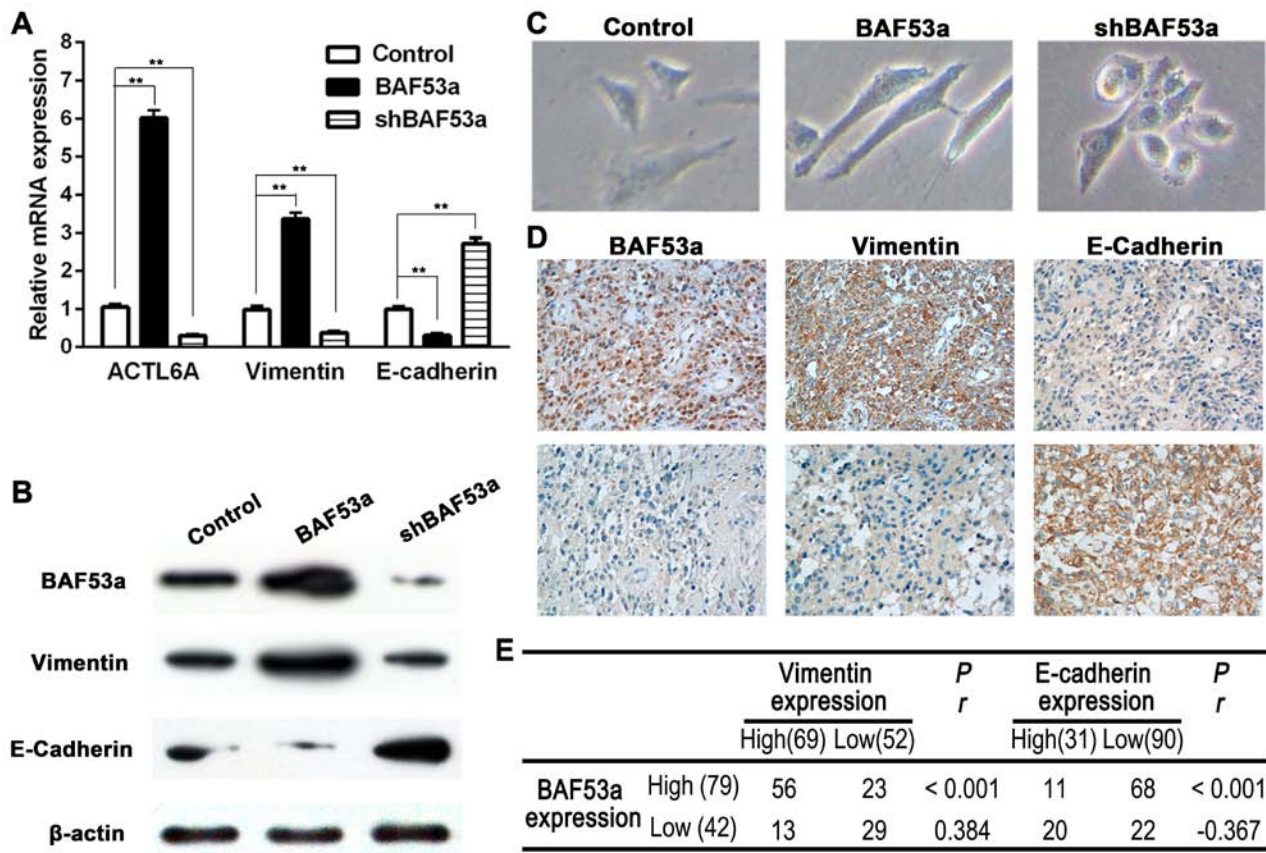 A
Relative mRNA expression
8
7
6
5
4
3
2
1
0
Control
BAF53a
shBAF53a
**
**
**
**
**
**
ACTL6A Vimentin E-cadherin
B
Control BAF53a shBAF53a
BAF53a
Vimentin
E-Cadherin
β-actin
C
Control BAF53a shBAF53a
D
BAF53a Vimentin E-Cadherin
E
Vimentin expression P r E-cadherin expression P r
High(69) Low(52) High(31) Low(90)
BAF53a expression
High (79) 56 23 < 0.001 11 68 < 0.001
Low (42) 13 29 0.384 20 22 -0.367